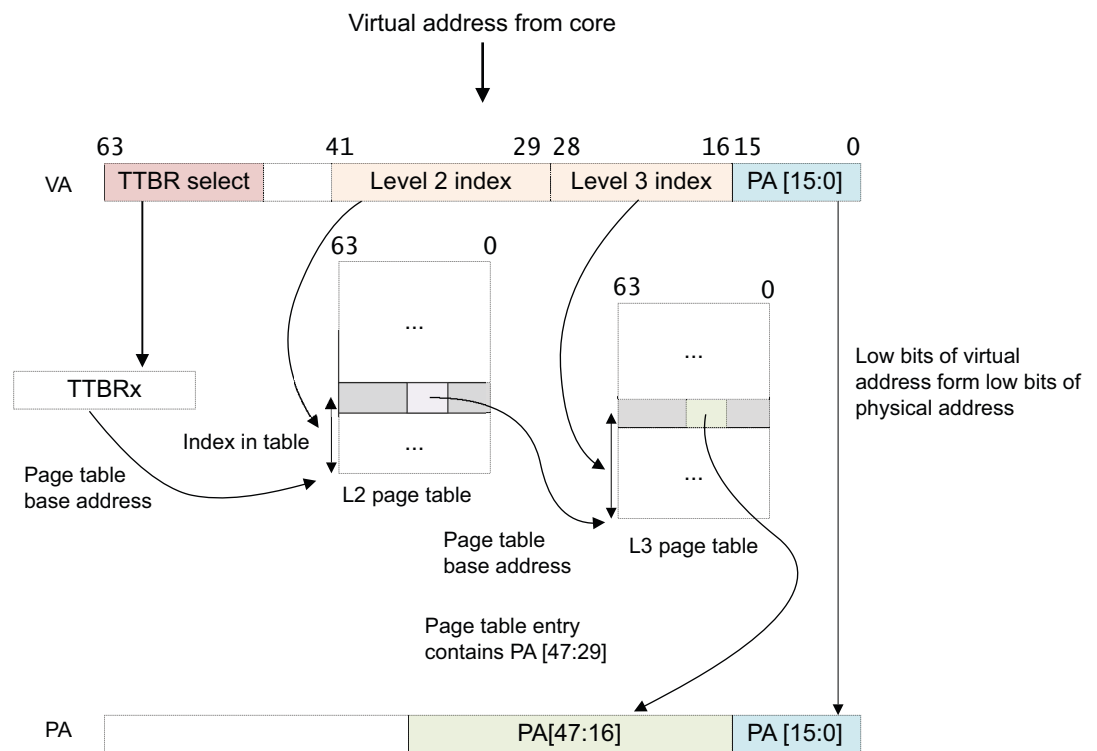 Virtual address from core
63 41 29 28 16 15 0
VA TTBR select Level 2 index Level 3 index PA [15:0]
63 0
63 0
...
...
Low bits of virtual
address form low bits of
physical address
TTBRx
Index in table
...
...
Page table
base address
L2 page table
Page table
base address
L3 page table
Page table entry
contains PA [47:29]
PA PA[47:16] PA [15:0]